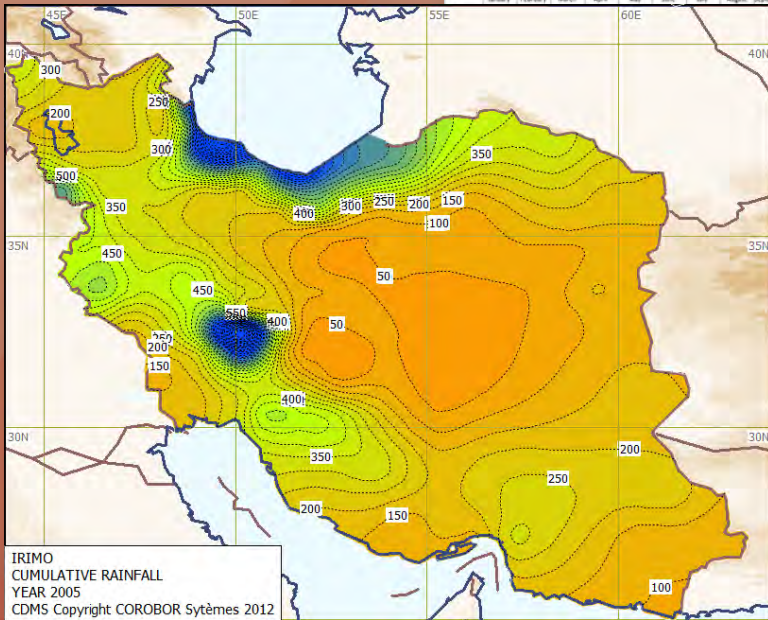 45E
50E
55E
60E
40N
40N
300
250
200
300
350
500
350
400
300
250
200
150
100
35N
35N
450
50
450
550
400
50
250
200
150
400
30N
30N
200
350
250
200
150
100
IRIMO
CUMULATIVE RAINFALL
YEAR 2005
CDMS Copyright COROBOR Sytèmes 2012